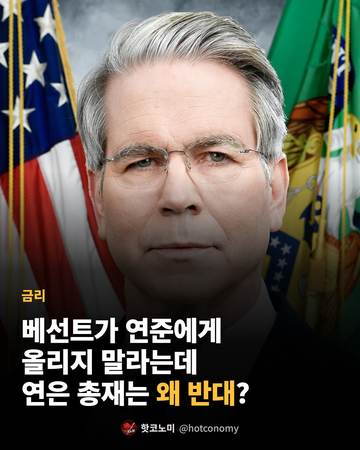 금리
베선트가 연준에게
올리지 말라는데
연은 총재는 왜 반대?
핫코노미 @hotconomy